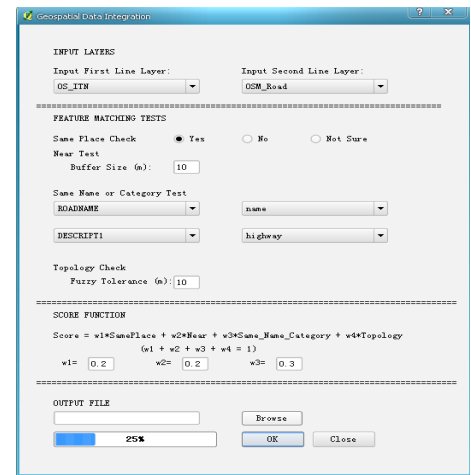 Geospatial Data Integration ? X
INPUT LAYERS
Input First Line Layer: Input Second Line Layer:
OS_ITN OSM_Road
FEATURE MATCHING TESTS
Same Place Check Yes No Not Sure
Near Test
Buffer Size (m): 10
Same Name or Category Test
ROADNAME name
DESCRIPT1 highway
Topology Check
Fuzzy Tolerance (m): 10
SCORE FUNCTION
Score = w1*SamePlace + w2*Near + w3*Same_Name_Category + w4*Topology
(w1 + w2 + w3 + w4 = 1)
w1= 0.2 w2= 0.2 w3= 0.3
OUTPUT FILE
Browse
25% OK Close